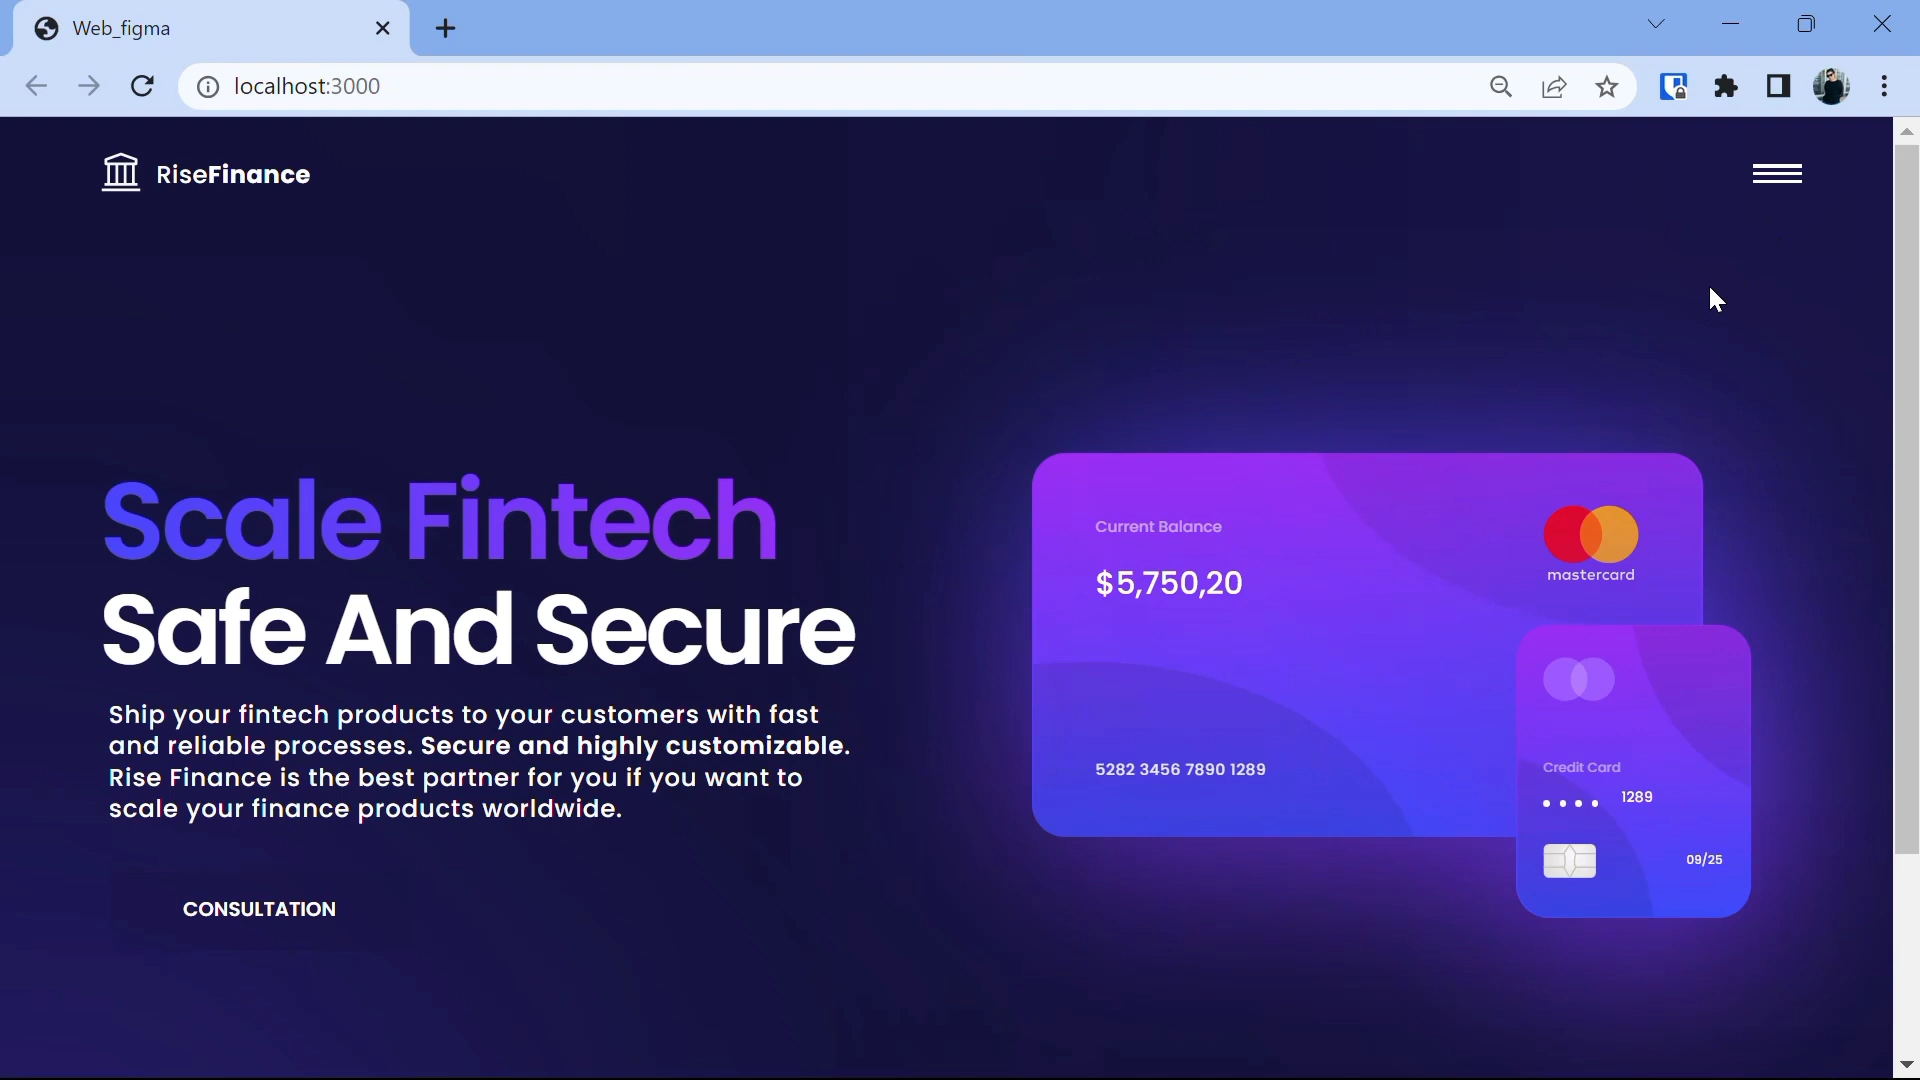 Web_figma
localhost:3000
RiseFinance
Scale Fintech
Safe And Secure
Ship your fintech products to your customers with fast
and reliable processes. Secure and highly customizable.
Rise Finance is the best partner for you if you want to
scale your finance products worldwide.
CONSULTATION
Current Balance
$5,750,20
mastercard
5282 3456 7890 1289
Credit Card
1289
09/25